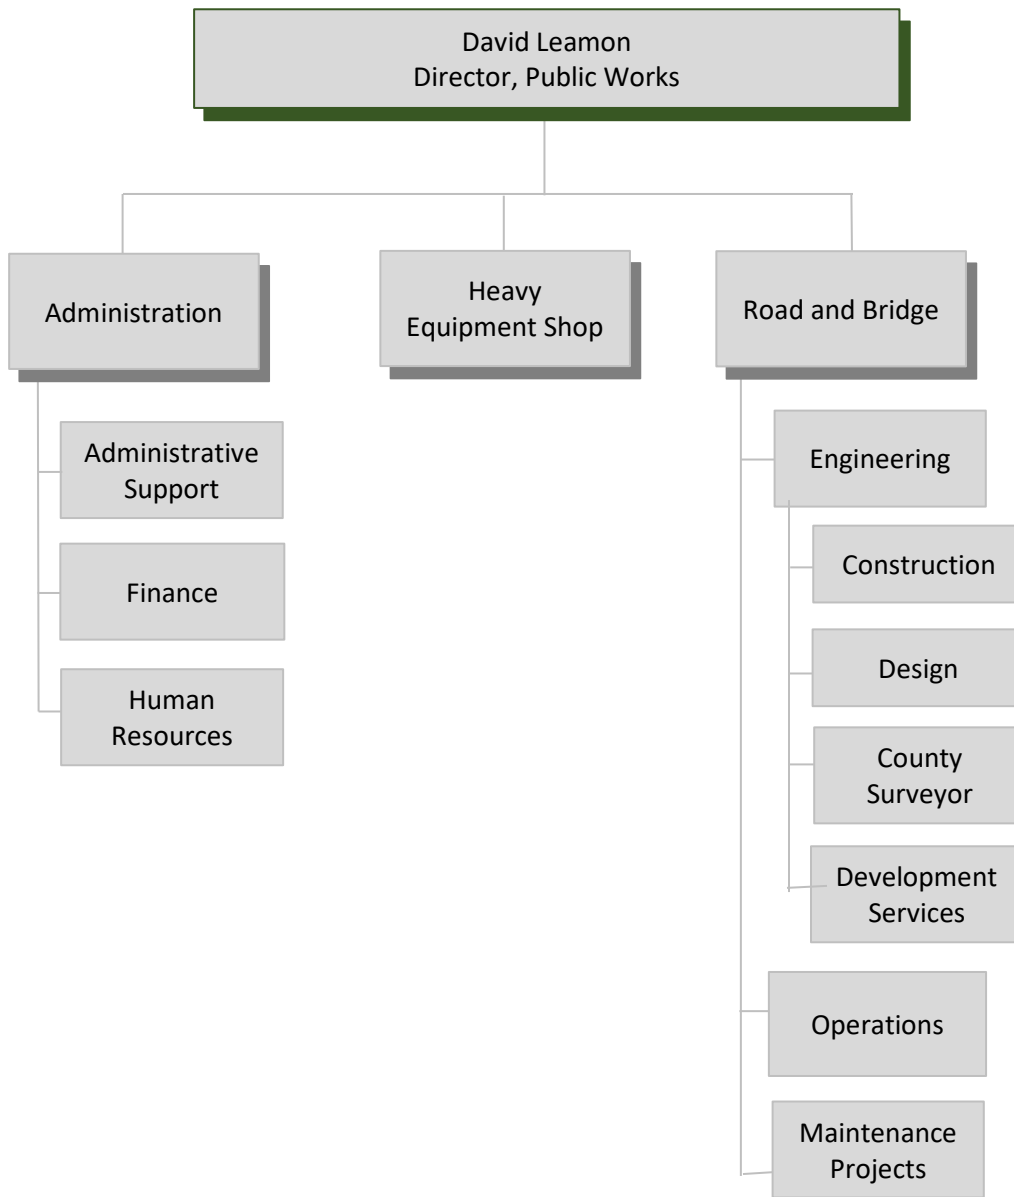 David Leamon
Director, Public Works
Administration
Heavy
Equipment Shop
Road and Bridge
Administrative
Support
Finance
Human
Resources
Engineering
Construction
Design
County
Surveyor
Development
Services
Operations
Maintenance
Projects